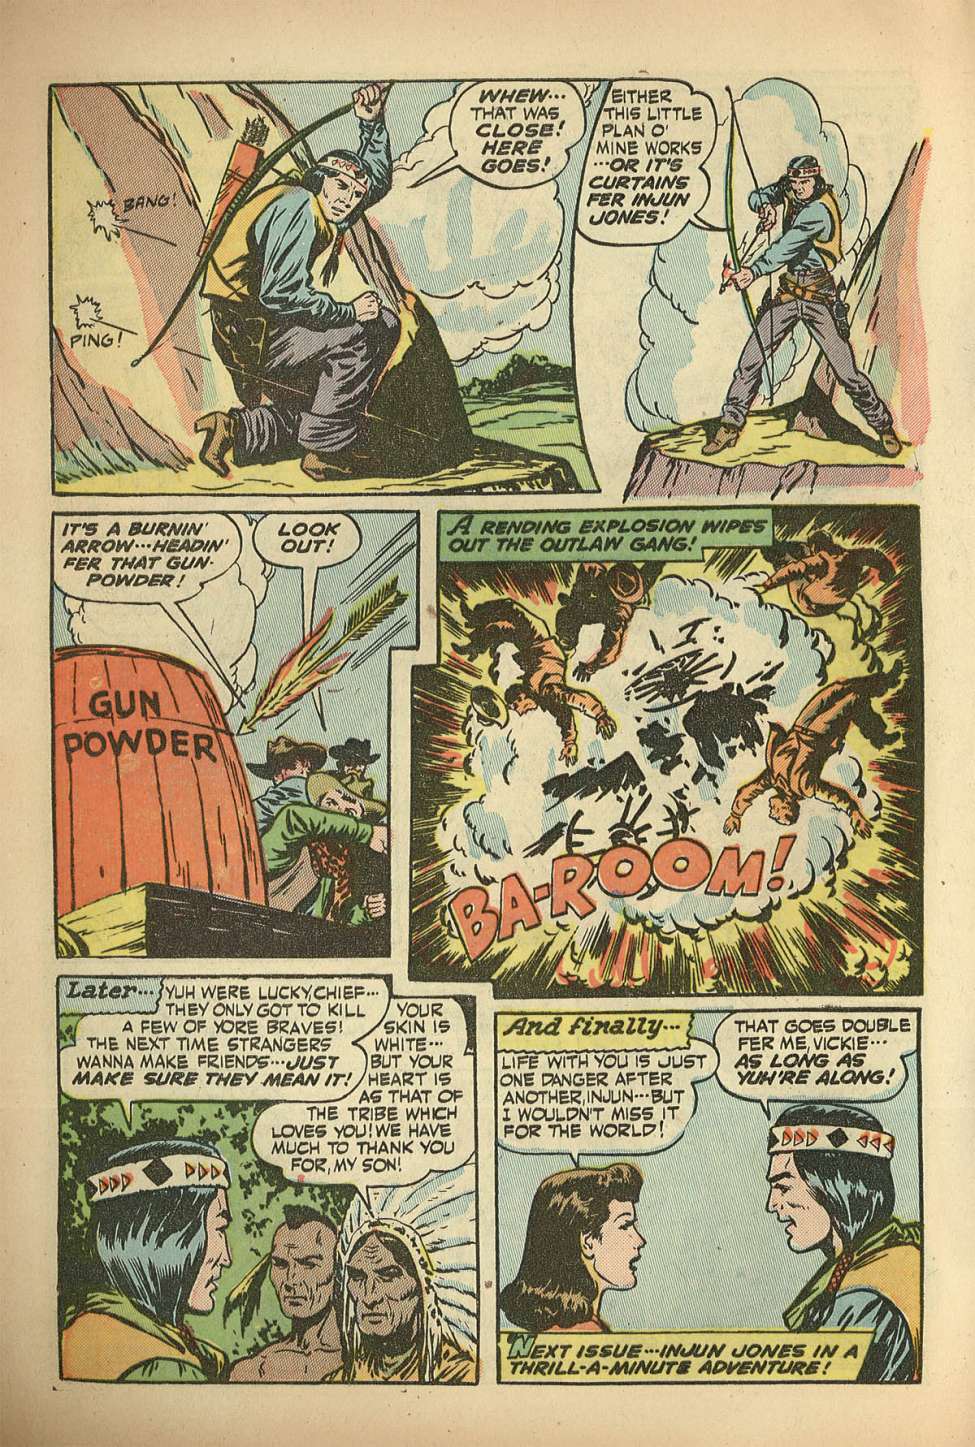 WHEW---
THAT WAS
CLOSE!
HERE
GOES!
BANG!
PING!
EITHER
THIS LITTLE
PLAN O'
MINE WORKS
---OR IT'S
CURTAINS
FER INJUN
JONES!
IT'S A BURNIN'
ARROW---HEADIN'
FER THAT GUN-
POWDER!
LOOK
OUT!
GUN
POWDER
A RENDING EXPLOSION WIPES
OUT THE OUTLAW GANG!
BA-ROOM!
Later---
YUH WERE LUCKY, CHIEF---
THEY ONLY GOT TO KILL
A FEW OF YORE BRAVES!
THE NEXT TIME STRANGERS
WANNA MAKE FRIENDS---JUST
MAKE SURE THEY MEAN IT!
YOUR
SKIN IS
WHITE---
BUT YOUR
HEART IS
AS THAT OF
THE TRIBE WHICH
LOVES YOU! WE HAVE
MUCH TO THANK YOU
FOR, MY SON!
And finally---
LIFE WITH YOU IS JUST
ONE DANGER AFTER
ANOTHER, INJUN---BUT
I WOULDN'T MISS IT
FOR THE WORLD!
THAT GOES DOUBLE
FER ME, VICKIE---
AS LONG AS
YUH'RE ALONG!
NEXT ISSUE---INJUN JONES IN A
THRILL-A-MINUTE ADVENTURE!